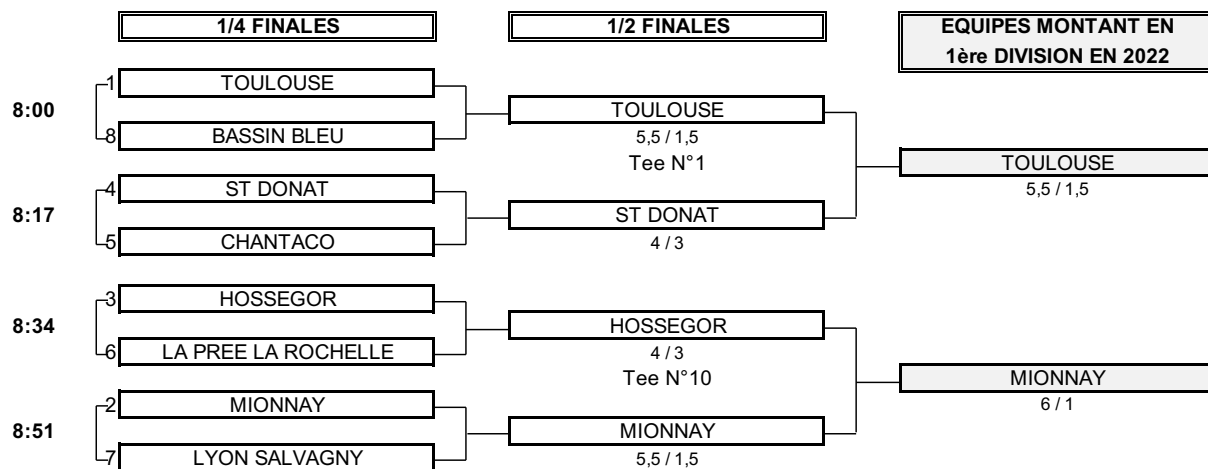 1/4 FINALES
1/2 FINALES
EQUIPES MONTANT EN
1ère DIVISION EN 2022
8:00
1 TOULOUSE
8 BASSIN BLEU
TOULOUSE
5,5 / 1,5
Tee N°1
8:17
4 ST DONAT
5 CHANTACO
ST DONAT
4 / 3
TOULOUSE
5,5 / 1,5
8:34
3 HOSSEGOR
6 LA PREE LA ROCHELLE
HOSSEGOR
4 / 3
Tee N°10
8:51
2 MIONNAY
7 LYON SALVAGNY
MIONNAY
5,5 / 1,5
MIONNAY
6 / 1